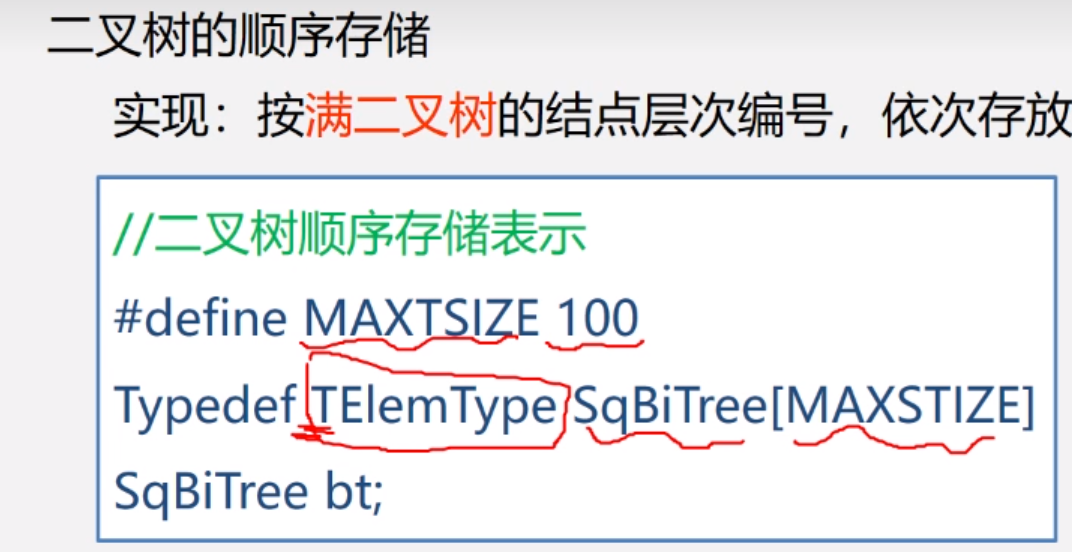 二叉树的顺序存储
实现：按满二叉树的结点层次编号，依次存放
//二叉树顺序存储表示
#define MAXTSIZE 100
Typedef TElemType SqBiTree[MAXSTIZE]
SqBiTree bt;